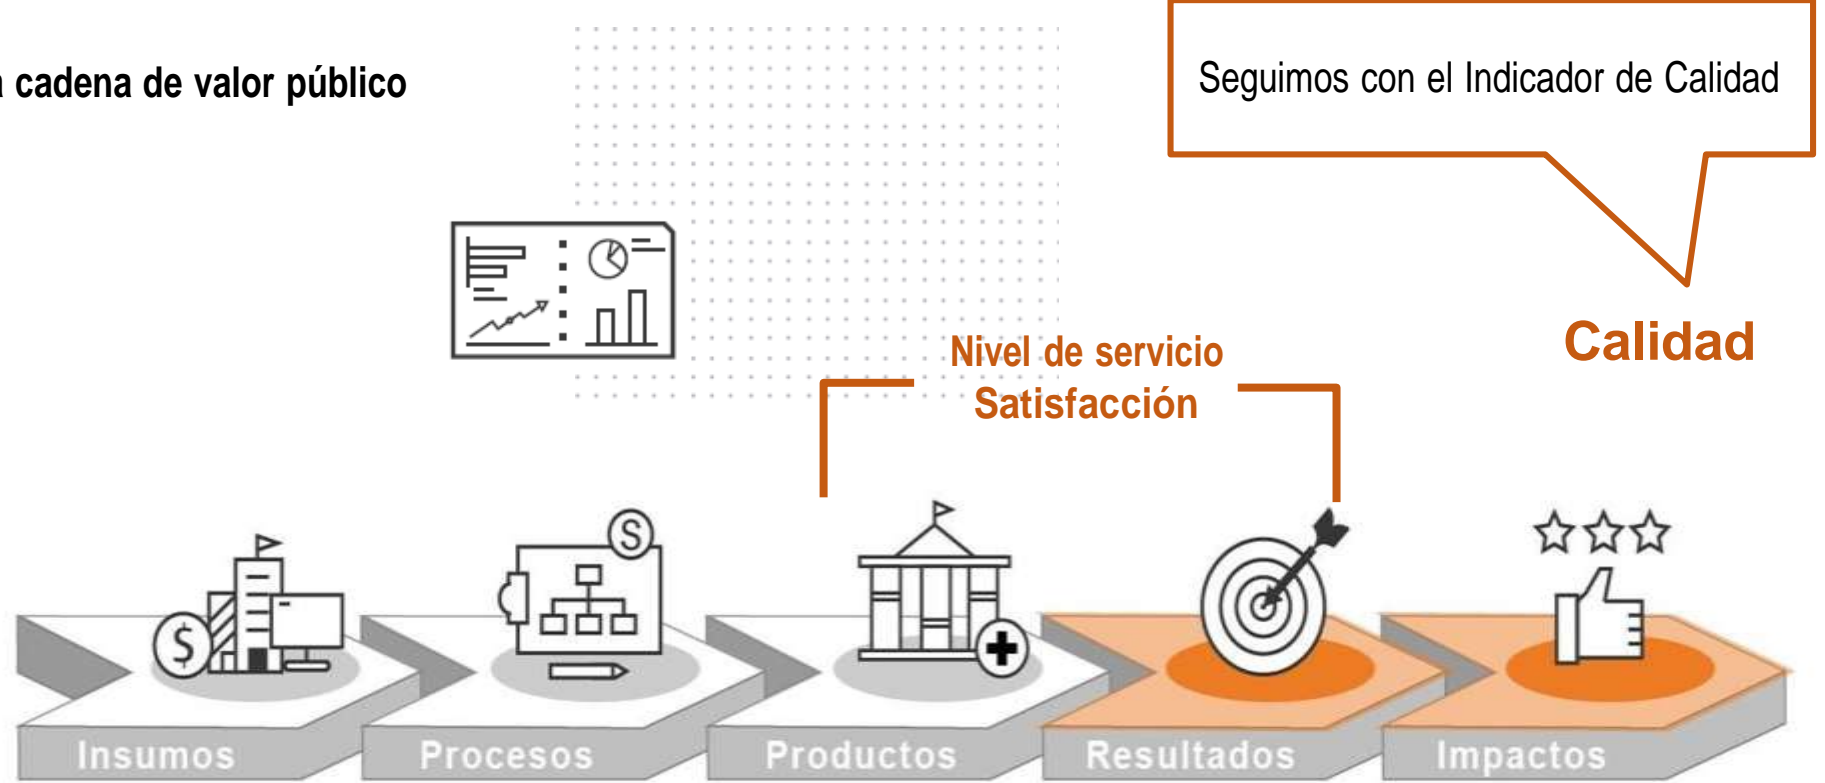 cadena de valor público
Seguimos con el Indicador de Calidad
Calidad
Nivel de servicio
Satisfacción
$
S
Insumos
Procesos
Productos
Resultados
Impactos